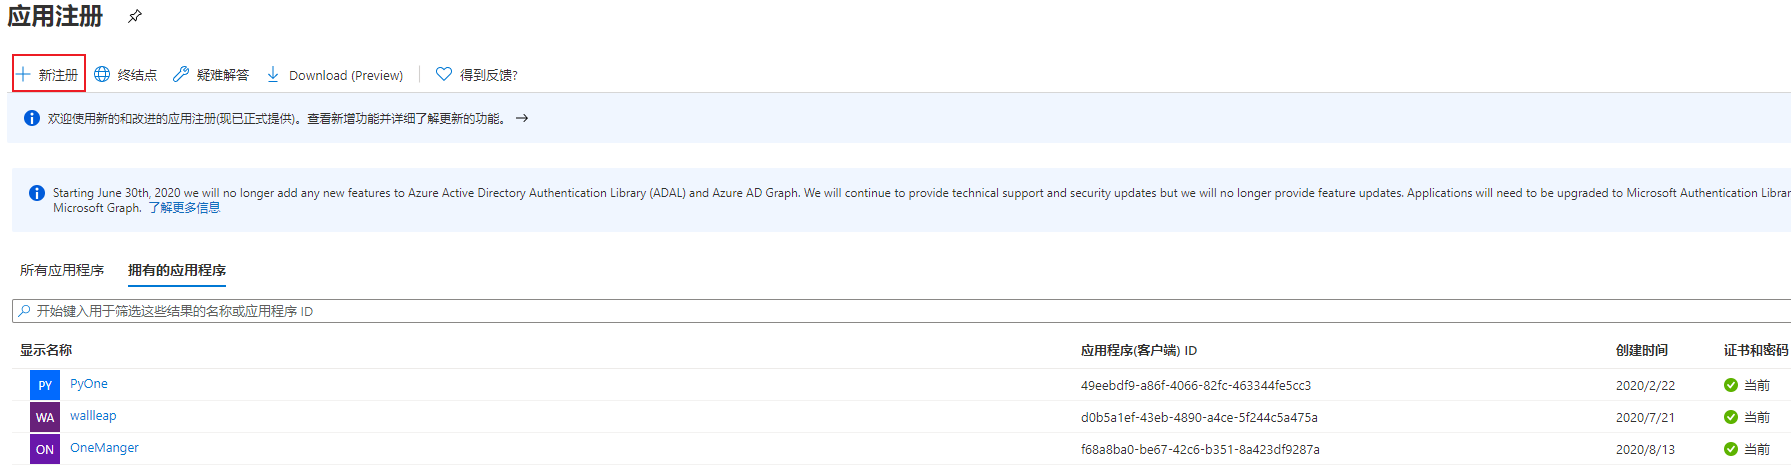 应用注册
新注册 终结点 疑难解答 Download (Preview) 得到反馈?
欢迎使用新的和改进的应用注册(现已正式提供)。查看新增功能并详细了解更新的功能。 →
Starting June 30th, 2020 we will no longer add any new features to Azure Active Directory Authentication Library (ADAL) and Azure AD Graph. We will continue to provide technical support and security updates but we will no longer provide feature updates. Applications will need to be upgraded to Microsoft Authentication Librar
Microsoft Graph. 了解更多信息
所有应用程序 拥有的应用程序
开始键入用于筛选这些结果的名称或应用程序 ID
显示名称 应用程序(客户端) ID 创建时间 证书和密码
PY PyOne 49eebdf9-a86f-4066-82fc-463344fe5cc3 2020/2/22 当前
WA wallleap d0b5a1ef-43eb-4890-a4ce-5f244c5a475a 2020/7/21 当前
ON OneManger f68a8ba0-be67-42c6-b351-8a423df9287a 2020/8/13 当前